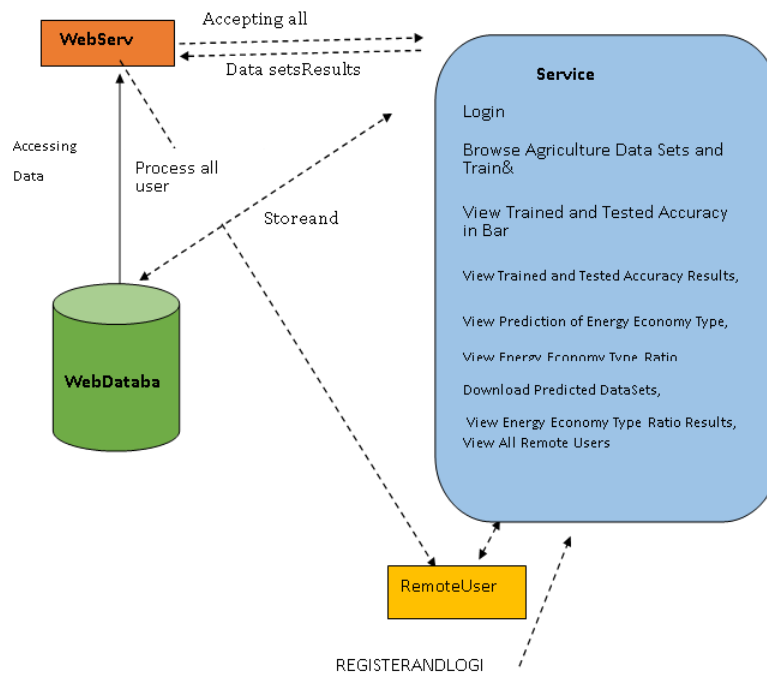 Accepting all
WebServ
Data setsResults
Service
Login
Accessing
Data
Process all
user
Browse Agriculture Data Sets and
Train&
Storeand
View Trained and Tested Accuracy
in Bar
View Trained and Tested Accuracy Results,
View Prediction of Energy Economy Type,
View Energy Economy Type Ratio
WebDataba
Download Predicted DataSets,
View Energy Economy Type Ratio Results,
View All Remote Users
RemoteUser
REGISTERANDLOGI